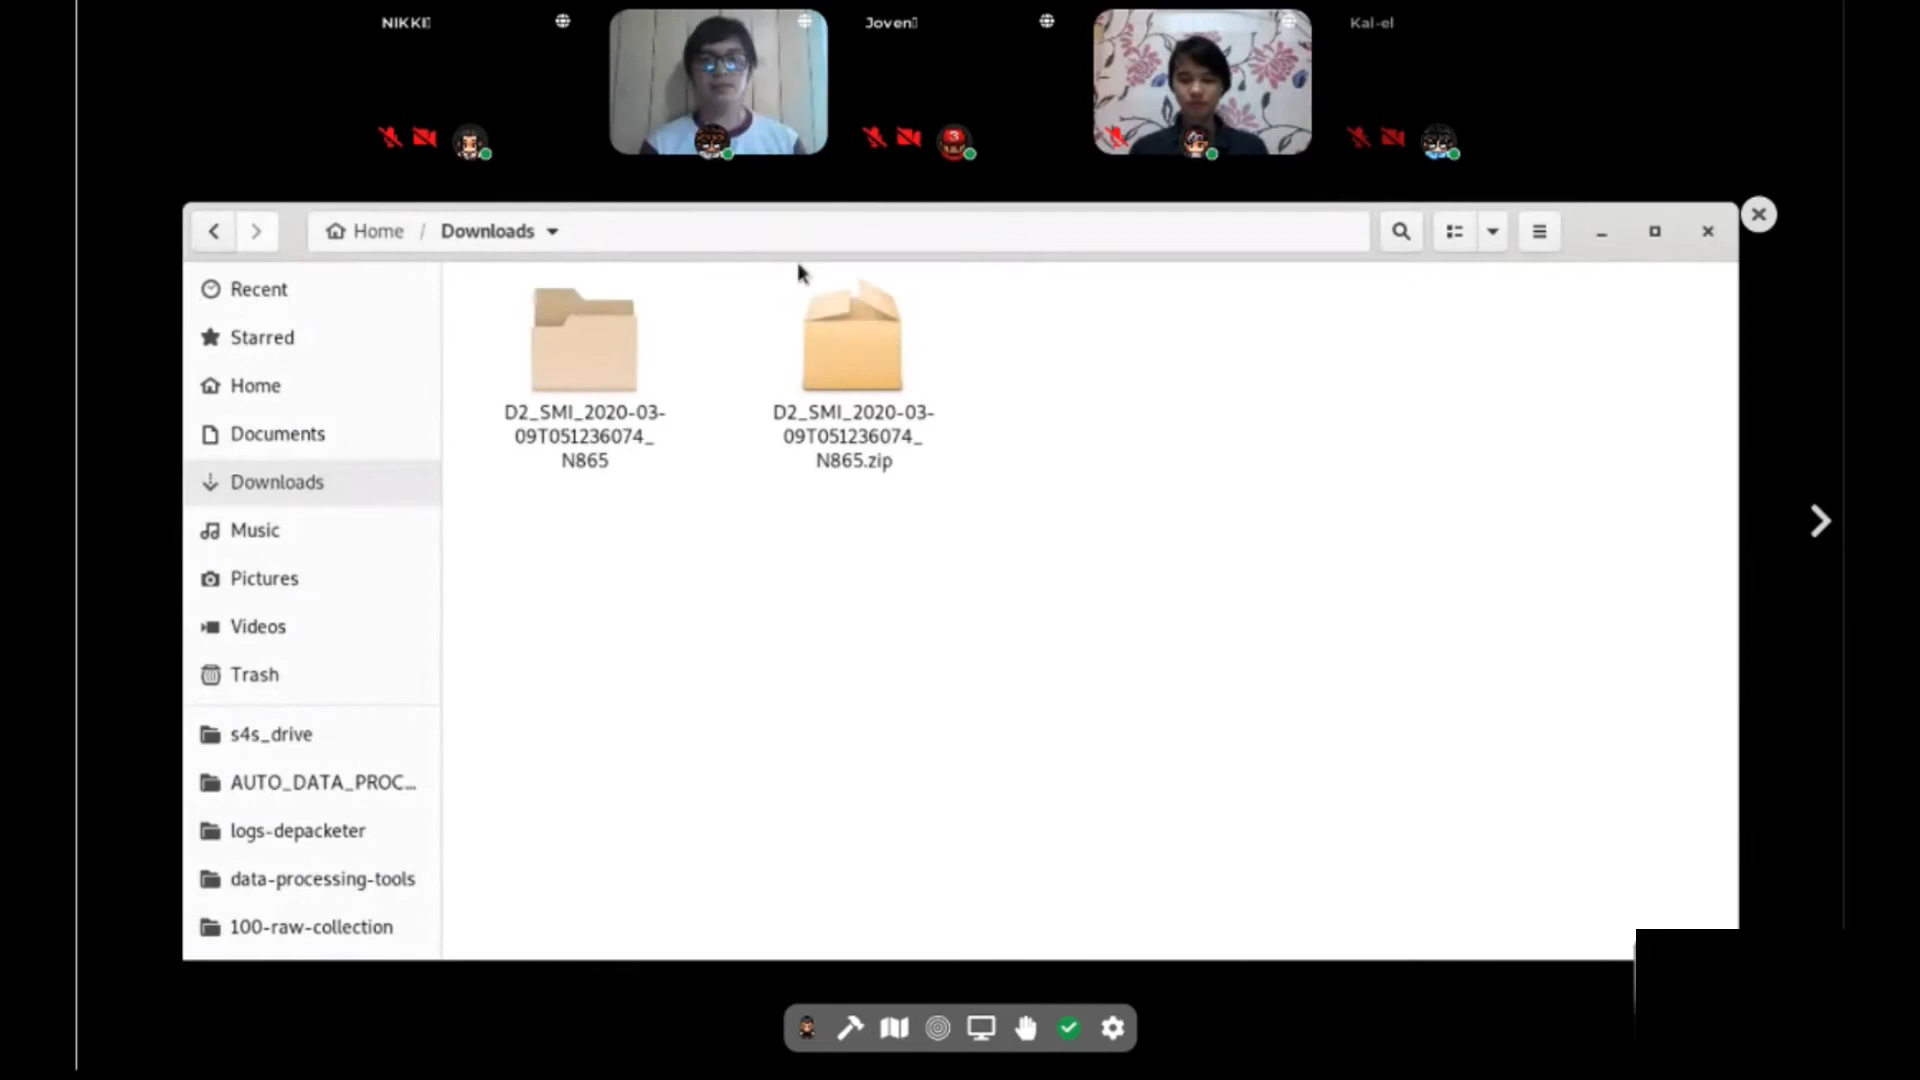 NIKKI
Joven
Kal-el
3
Home / Downloads
Recent
Starred
Home
Documents
Downloads
Music
Pictures
Videos
Trash
s4s_drive
AUTO_DATA_PROC...
logs-depacketer
data-processing-tools
100-raw-collection
D2_SMI_2020-03-
09T051236074_
N865
D2_SMI_2020-03-
09T051236074_
N865.zip